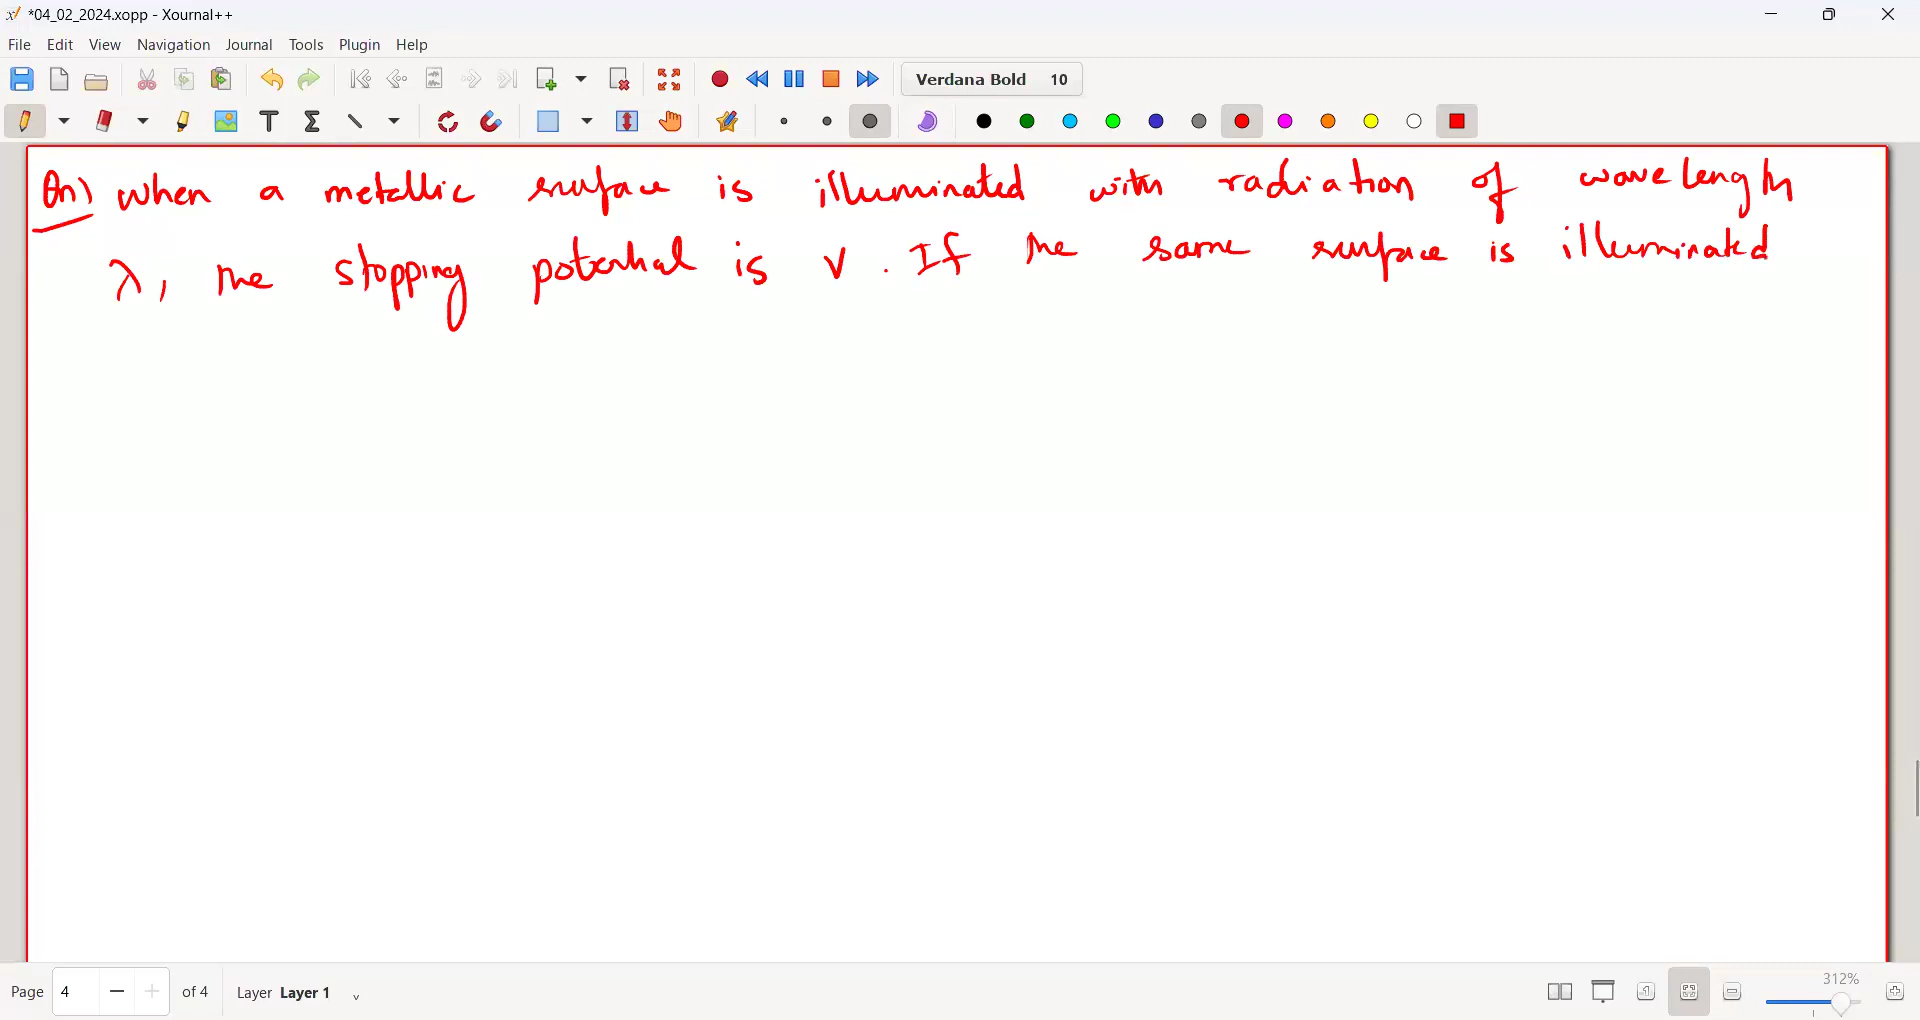 *04_02_2024.xopp - Xournal++
File Edit View Navigation Journal Tools Plugin Help
Verdana Bold 10
Qn) when a metallic surface is illuminated with radiation of wavelength
λ, the stopping potential is V. If the same surface is illuminated
312%
Page 4 of 4 Layer Layer 1